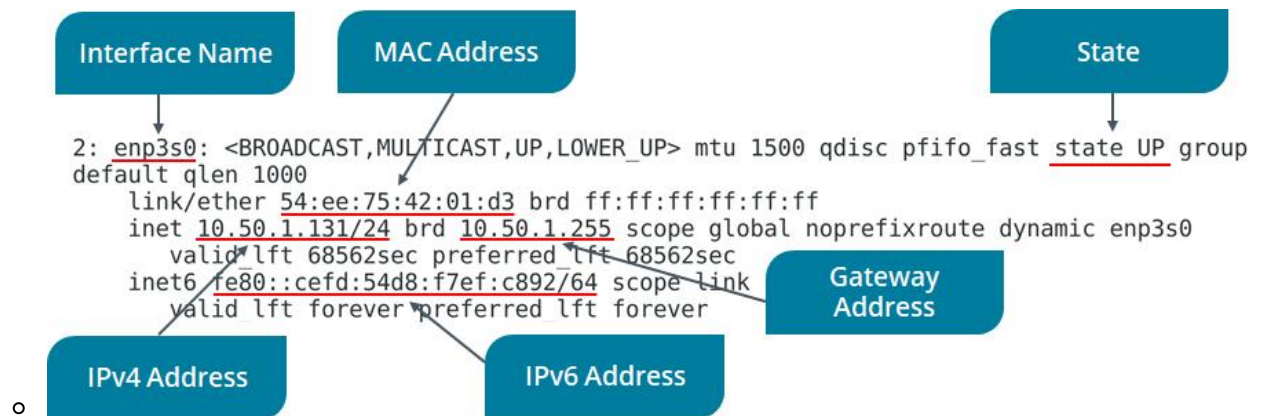 Interface Name
MAC Address
State
2: enp3s0: <BROADCAST,MULTICAST,UP,LOWER_UP> mtu 1500 qdisc pfifo_fast state UP group
default qlen 1000
link/ether 54:ee:75:42:01:d3 brd ff:ff:ff:ff:ff:ff
inet 10.50.1.131/24 brd 10.50.1.255 scope global noprefixroute dynamic enp3s0
valid_lft 68562sec preferred_lft 68562sec
inet6 fe80::cefd:54d8:f7ef:c892/64 scope link
valid_lft forever preferred_lft forever
Gateway
Address
IPv4 Address
IPv6 Address